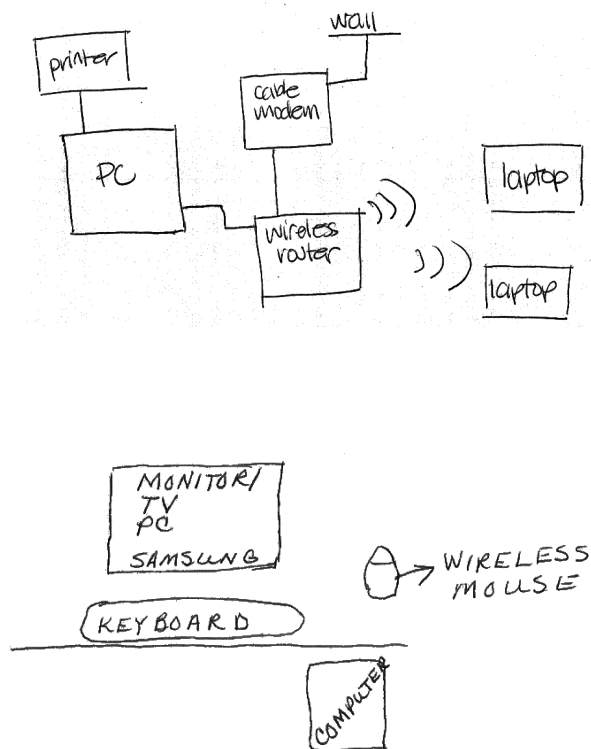 wall
printer
cable
modem
PC
laptop
wireless
router
laptop
MONITOR/
TV
PC
SAMSUNG
WIRELESS
MOUSE
KEYBOARD
COMPUTER